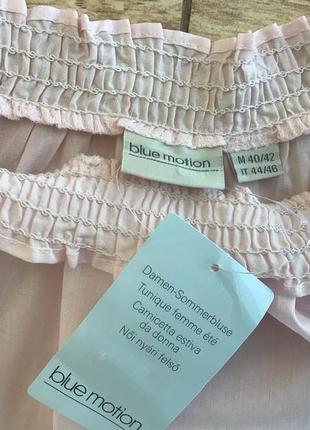 blue motion
M 40/42
IT 44/46
Damen-Sommerbluse
Tunique femme été
Camicetta estiva
da donna
Női nyári felső
blue motion